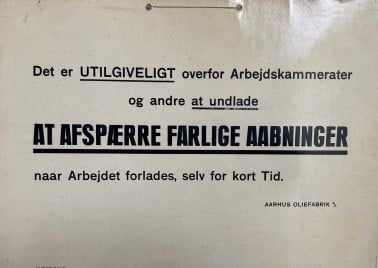 Det er UTILGIVELIGT overfor Arbejdskammerater
og andre at undlade
AT AFSPÆRRE FARLIGE AABNINGER
naar Arbejdet forlades, selv for kort Tid.
AARHUS OLIEFABRIK A/S